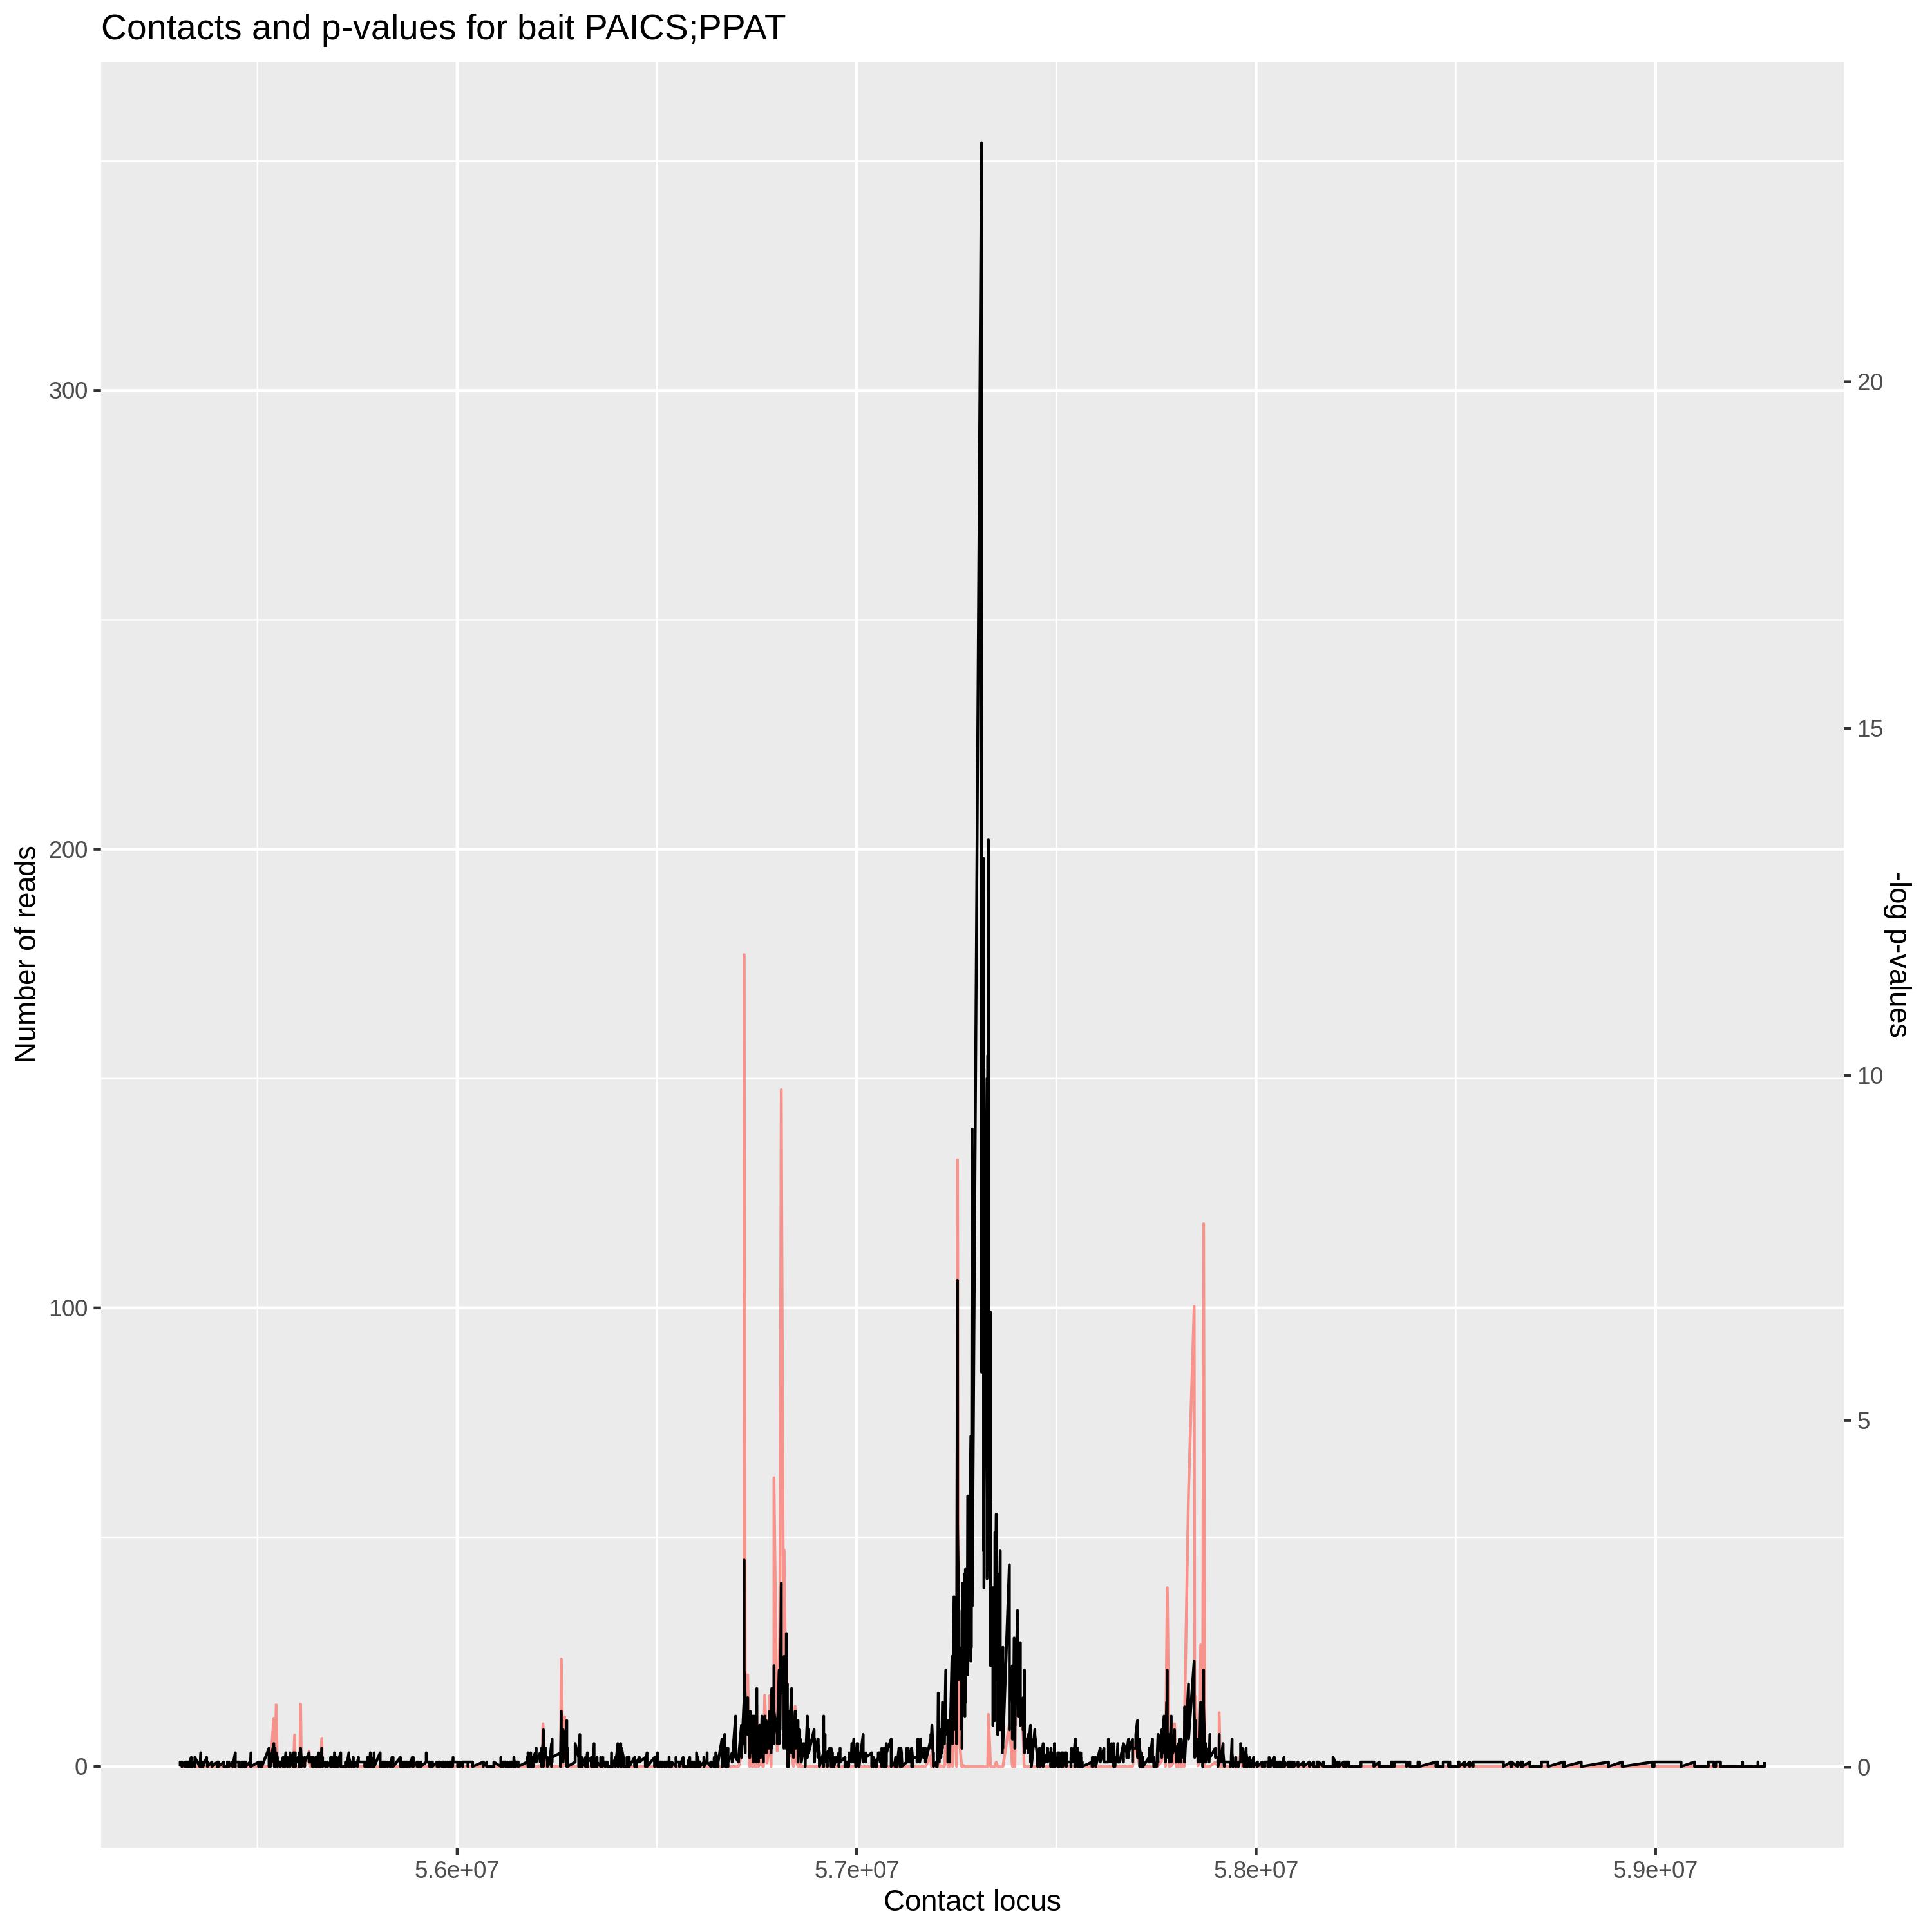 Contacts and p-values for bait PAICS;PPAT
Number of reads
300
200
100
0
20
15
10
5
0
-log p-values
5.6e+07
5.7e+07
5.8e+07
5.9e+07
Contact locus